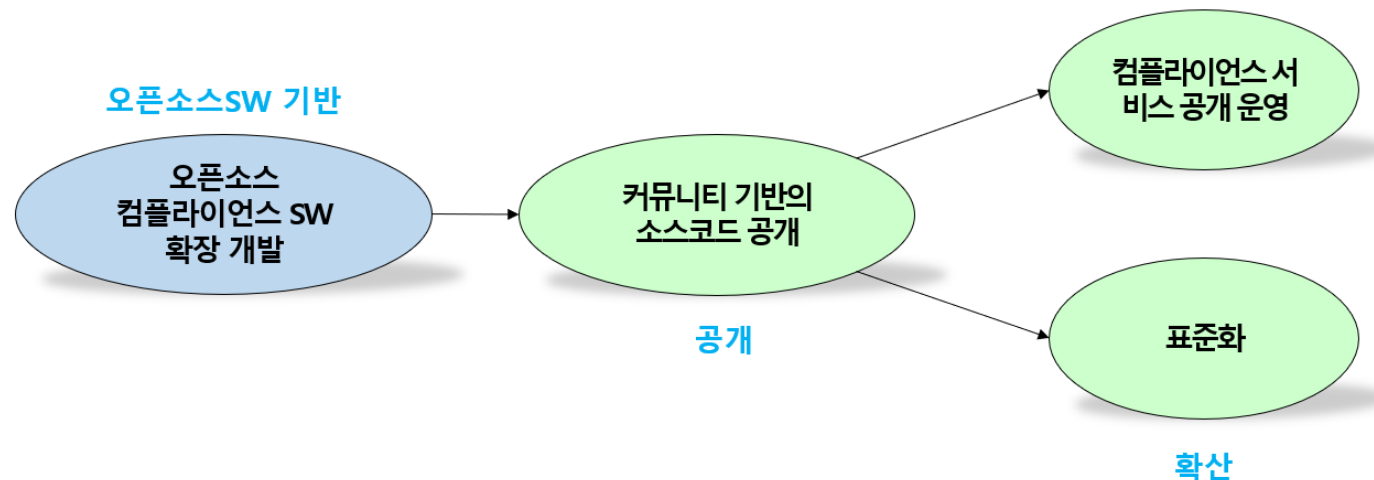 오픈소스SW 기반
오픈소스
컴플라이언스 SW
확장 개발
커뮤니티 기반의
소스코드 공개
공개
컴플라이언스 서
비스 공개 운영
표준화
확산